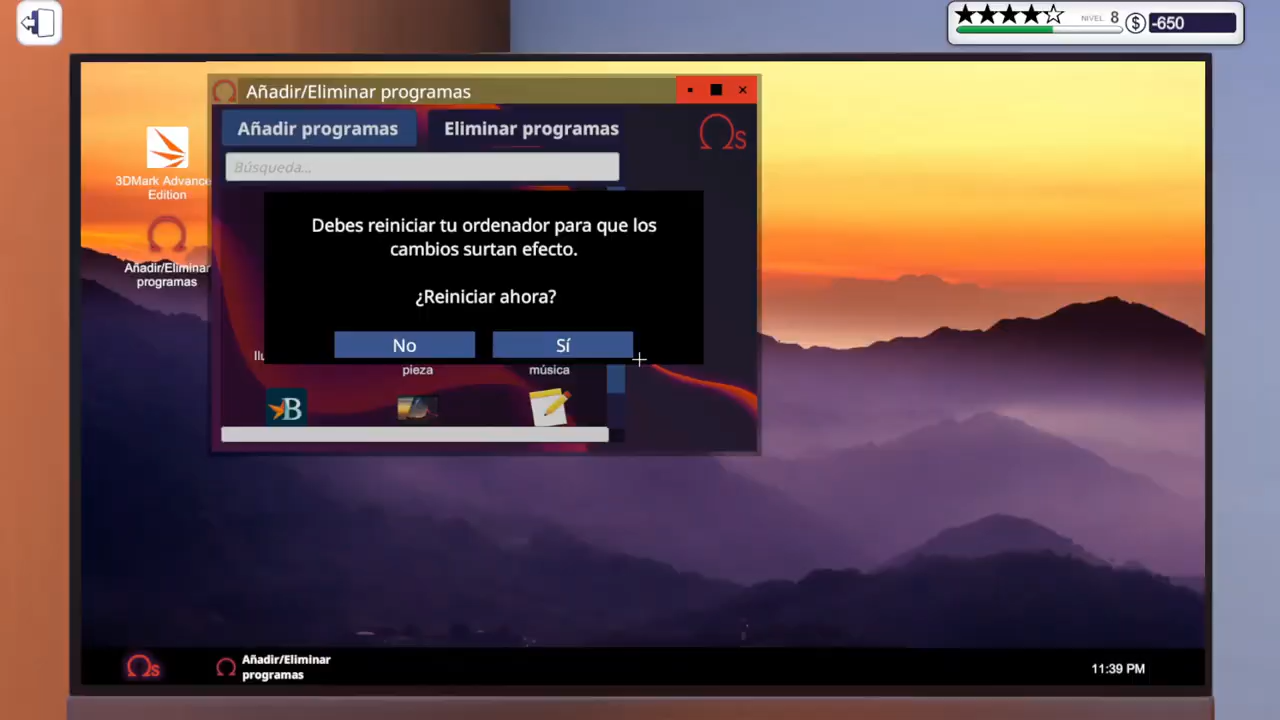 NIVEL 8
-650
Añadir/Eliminar programas
Añadir programas
Eliminar programas
Búsqueda...
3DMark Advance
Edition
Añadir/Eliminar
programas
Debes reiniciar tu ordenador para que los
cambios surtan efecto.
¿Reiniciar ahora?
No
Sí
pieza
música
B
Ωs
Añadir/Eliminar
programas
11:39 PM